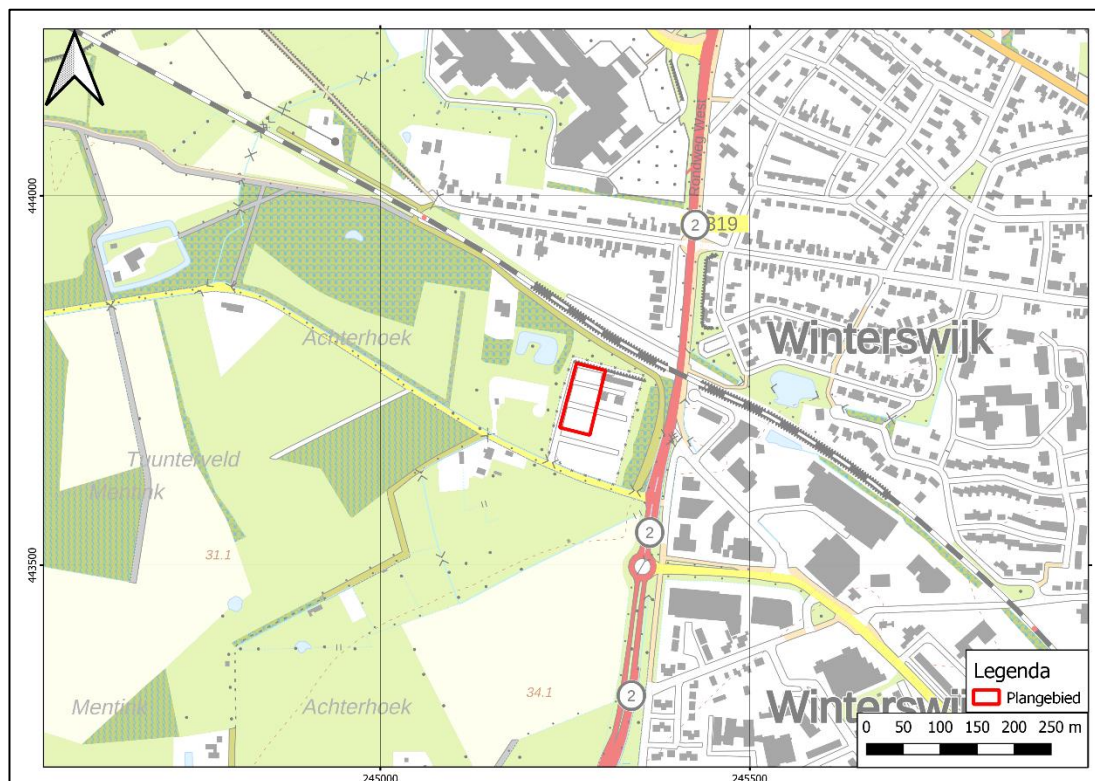 Rondweg West
444000
2
319
Achterhoek
Winterswijk
Tuunterveld
Mentink
31.1
2
443500
34.1
2
Mentink
Achterhoek
Winterswijk
Legenda
Plangebied
0 50 100 150 200 250 m
245000
245500